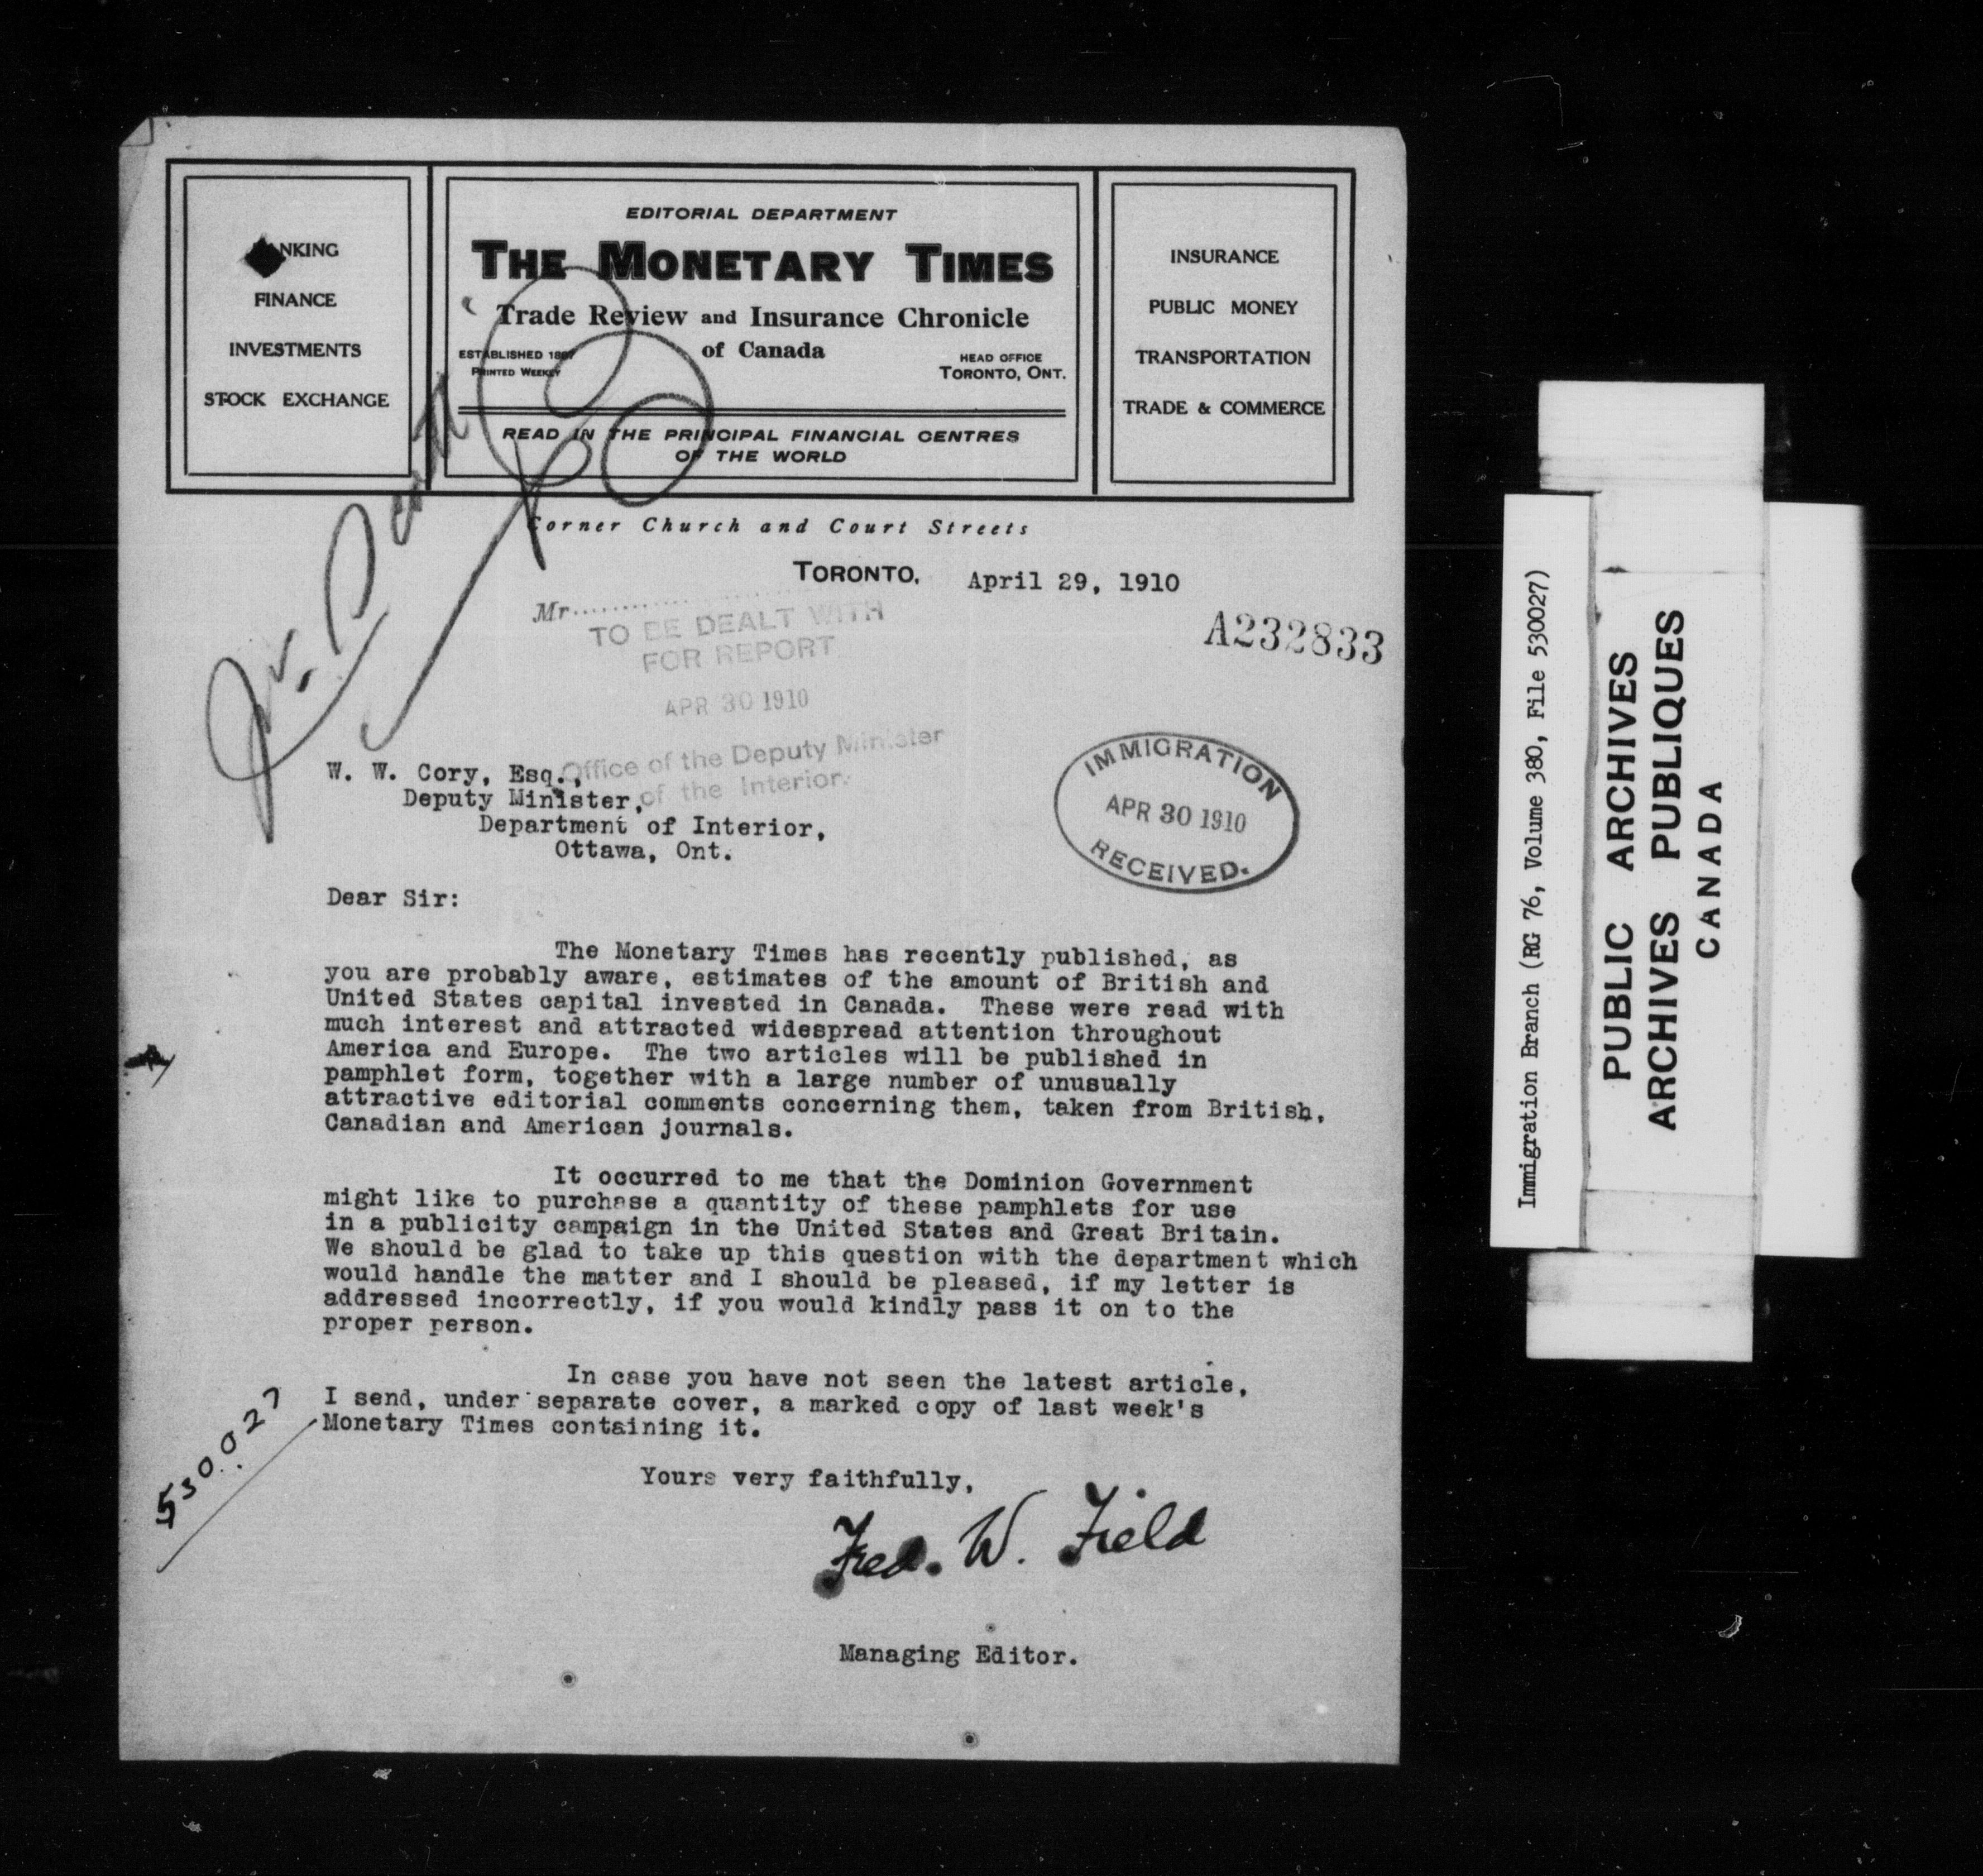 EDITORIAL DEPARTMENT
THE MONETARY TIMES
Trade Review and Insurance Chronicle
of Canada
ESTABLISHED 1867
PRINTED WEEKLY
HEAD OFFICE
TORONTO, ONT.
READ IN THE PRINCIPAL FINANCIAL CENTRES
OF THE WORLD
FINANCE
INVESTMENTS
STOCK EXCHANGE
INSURANCE
PUBLIC MONEY
TRANSPORTATION
TRADE & COMMERCE
Corner Church and Court Streets
TORONTO, April 29, 1910
Mr.
TO BE DEALT WITH
FOR REPORT
APR 30 1910
Office of the Deputy Minister
of the Interior.
A232833
IMMIGRATION
APR 30 1910
RECEIVED.
W. W. Cory, Esq.,
Deputy Minister,
Department of Interior,
Ottawa, Ont.
Dear Sir:
The Monetary Times has recently published, as
you are probably aware, estimates of the amount of British and
United States capital invested in Canada. These were read with
much interest and attracted widespread attention throughout
America and Europe. The two articles will be published in
pamphlet form, together with a large number of unusually
attractive editorial comments concerning them, taken from British,
Canadian and American journals.
It occurred to me that the Dominion Government
might like to purchase a quantity of these pamphlets for use
in a publicity campaign in the United States and Great Britain.
We should be glad to take up this question with the department which
would handle the matter and I should be pleased, if my letter is
addressed incorrectly, if you would kindly pass it on to the
proper person.
In case you have not seen the latest article,
I send, under separate cover, a marked copy of last week's
Monetary Times containing it.
530027
Yours very faithfully,
Fred. W. Field
Managing Editor.
Immigration Branch (RG 76, Volume 380, File 530027)
PUBLIC ARCHIVES
ARCHIVES PUBLIQUES
CANADA